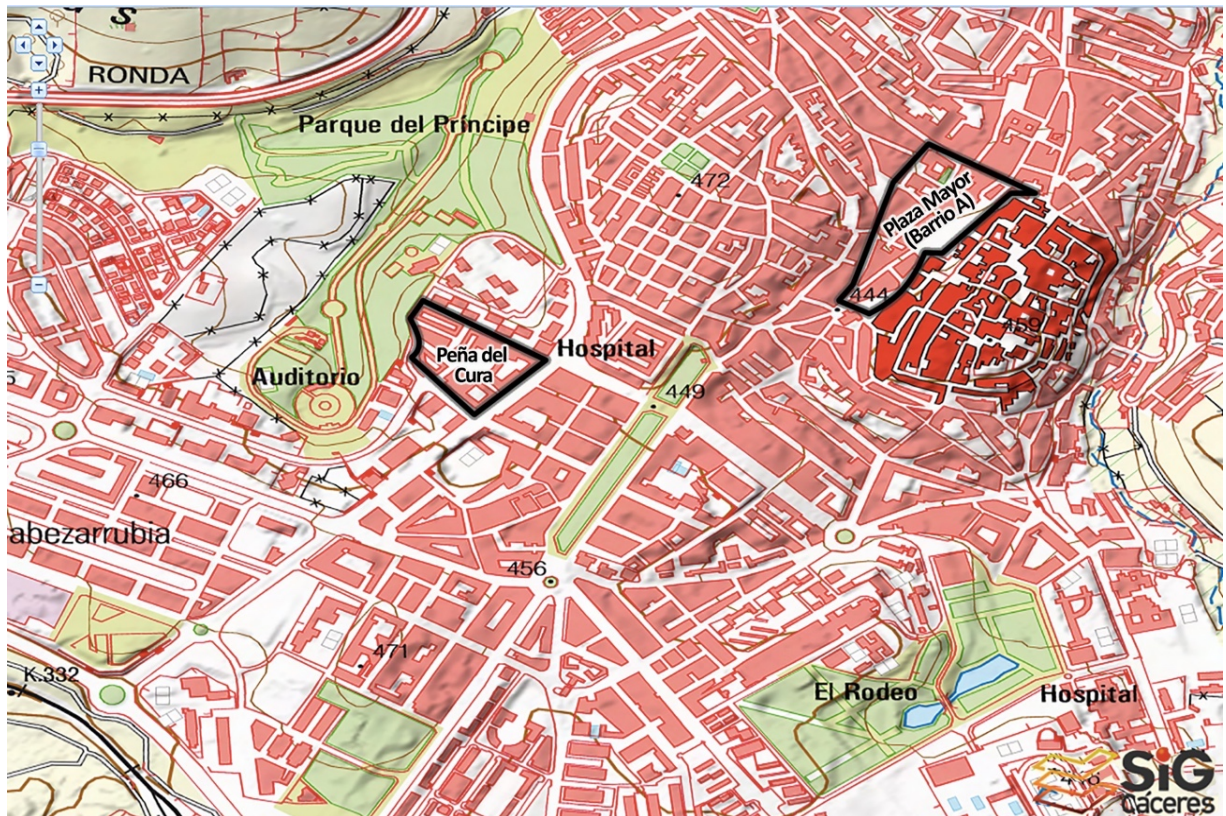 RONDA
Parque del Príncipe
472
Plaza Mayor
(Barrio A)
444
459
Peña del
Cura
Hospital
Auditorio
449
466
abezarrubia
456
471
K.332
El Rodeo
Hospital
SiG
Cáceres